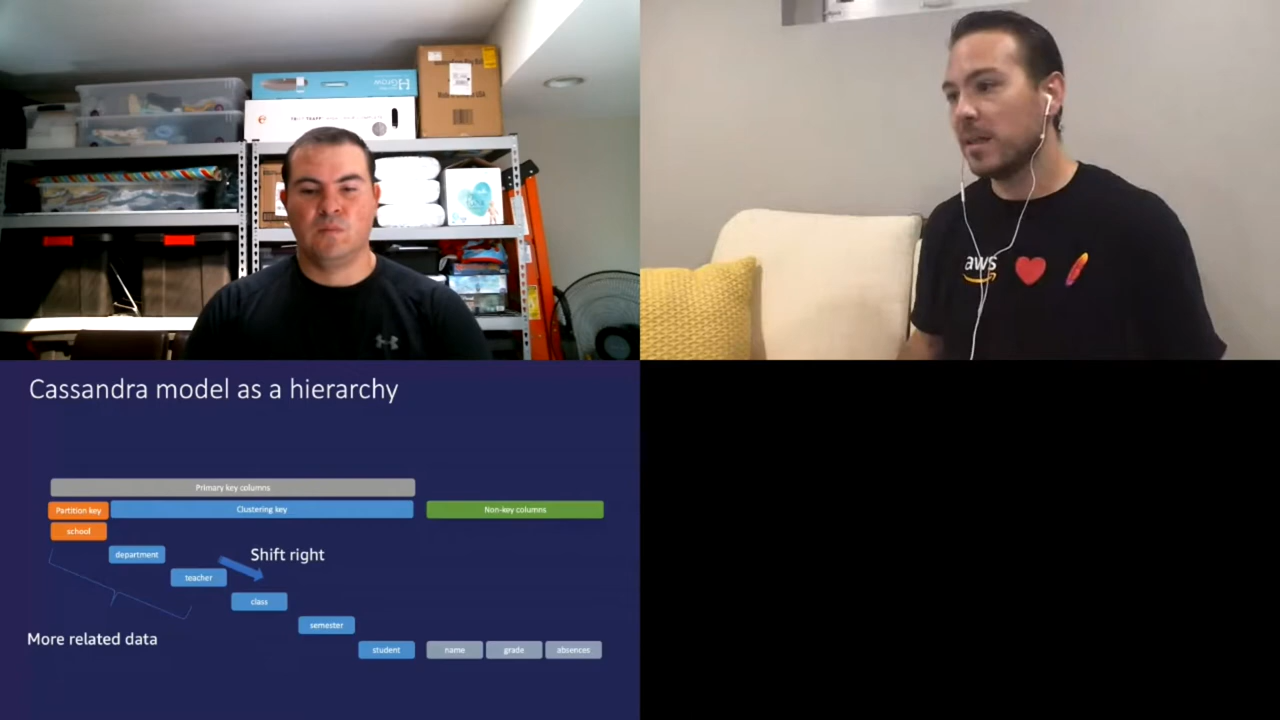 aws
Cassandra model as a hierarchy
Primary key columns
Partition key
Clustering key
Non-key columns
school
department
Shift right
teacher
class
semester
More related data
student
name
grade
absences